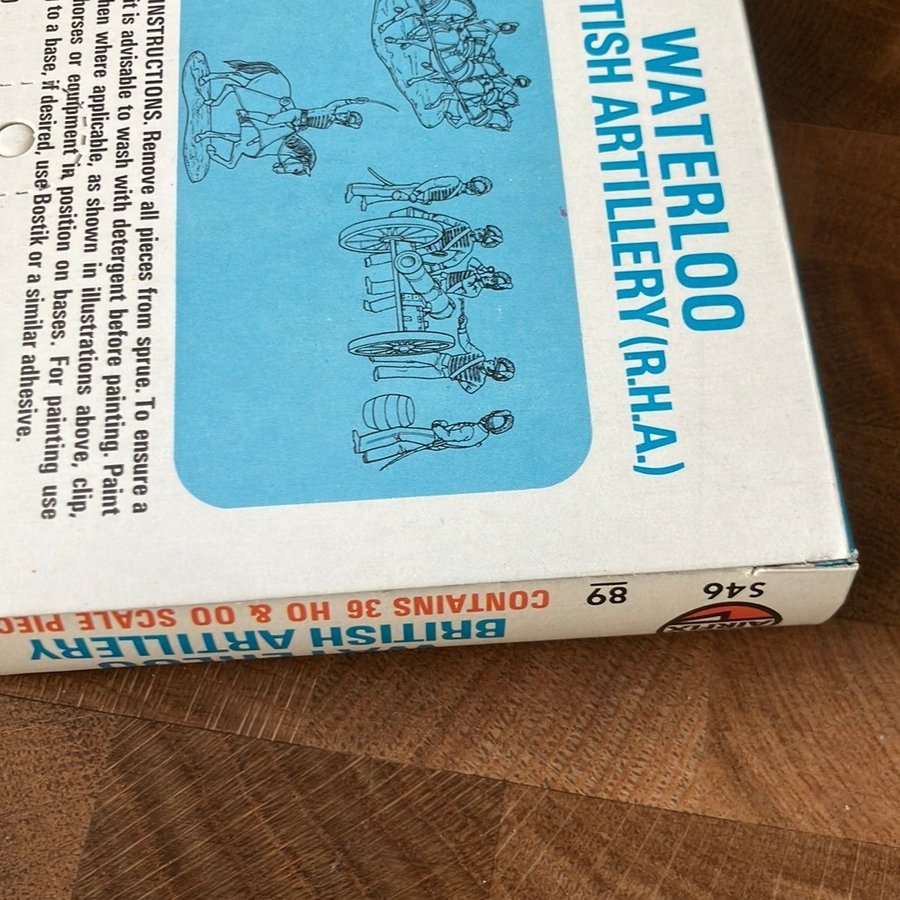 WATERLOO
TISH ARTILLERY (R.H.A.)
INSTRUCTIONS. Remove all pieces from sprue. To ensure a
it is advisable to wash with detergent before painting. Paint
hen where applicable, as shown in illustrations above, clip,
horses or equipment in position on bases. For painting use
to a base, if desired, use Bostik or a similar adhesive.
AIRFIX
S46
89
CONTAINS 36 HO & OO SCALE PIEC
BRITISH ARTILLERY